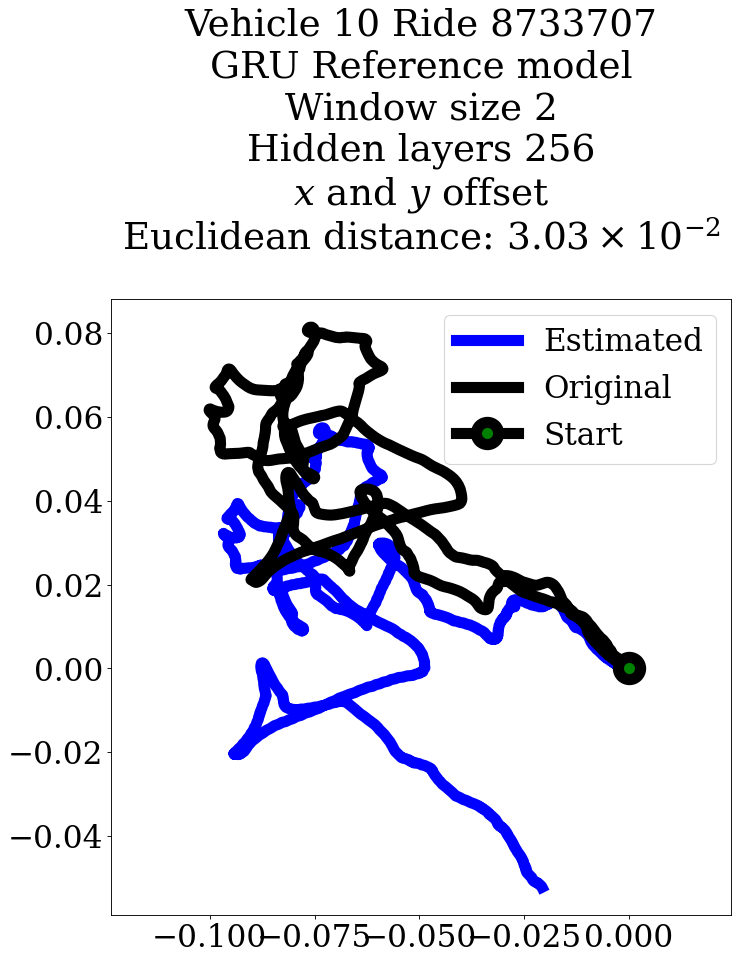 Vehicle 10 Ride 8733707
GRU Reference model
Window size 2
Hidden layers 256
x and y offset
Euclidean distance: 3.03 × 10⁻²
Estimated
Original
Start
0.08
0.06
0.04
0.02
0.00
−0.02
−0.04
−0.100 −0.075 −0.050 −0.025 0.000